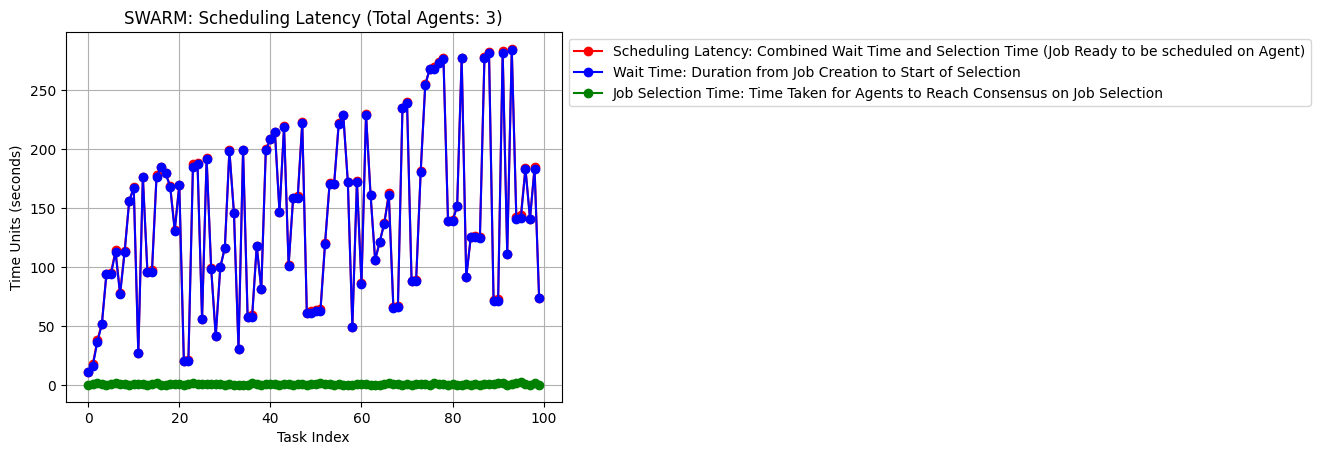 SWARM: Scheduling Latency (Total Agents: 3)
Scheduling Latency: Combined Wait Time and Selection Time (Job Ready to be scheduled on Agent)
Wait Time: Duration from Job Creation to Start of Selection
Job Selection Time: Time Taken for Agents to Reach Consensus on Job Selection
Time Units (seconds)
250
200
150
100
50
0
0 20 40 60 80 100
Task Index